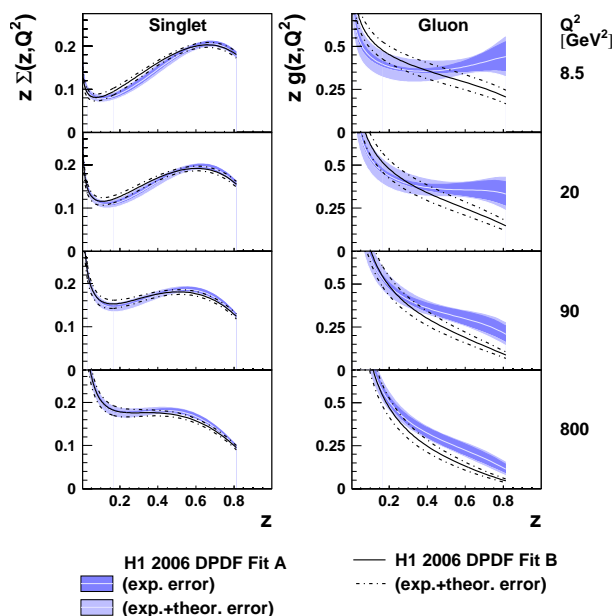 Singlet
Gluon
Q²
[GeV²]
z Σ(z,Q²)
z g(z,Q²)
0.2
0.1
0
0.5
0.25
0
8.5
0.2
0.1
0
0.5
0.25
0
20
0.2
0.1
0
0.5
0.25
0
90
0.2
0.1
0
0.5
0.25
0
800
0.2 0.4 0.6 0.8 1
0.2 0.4 0.6 0.8 1
z
z
H1 2006 DPDF Fit A
(exp. error)
(exp.+theor. error)
H1 2006 DPDF Fit B
(exp.+theor. error)